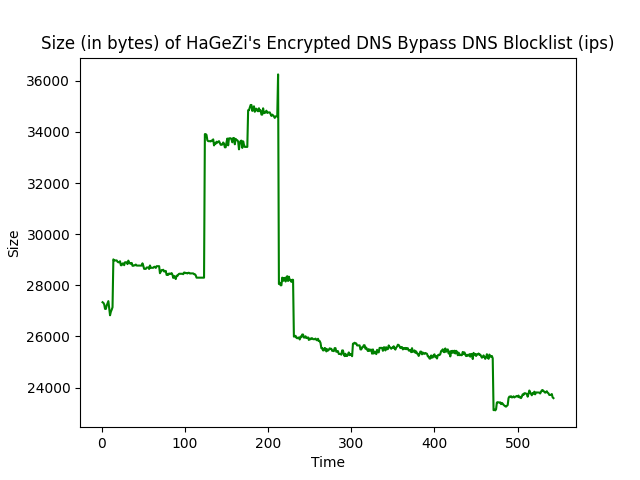 Size (in bytes) of HaGeZi's Encrypted DNS Bypass DNS Blocklist (ips)
36000
34000
32000
30000
28000
26000
24000
Size
0 100 200 300 400 500
Time